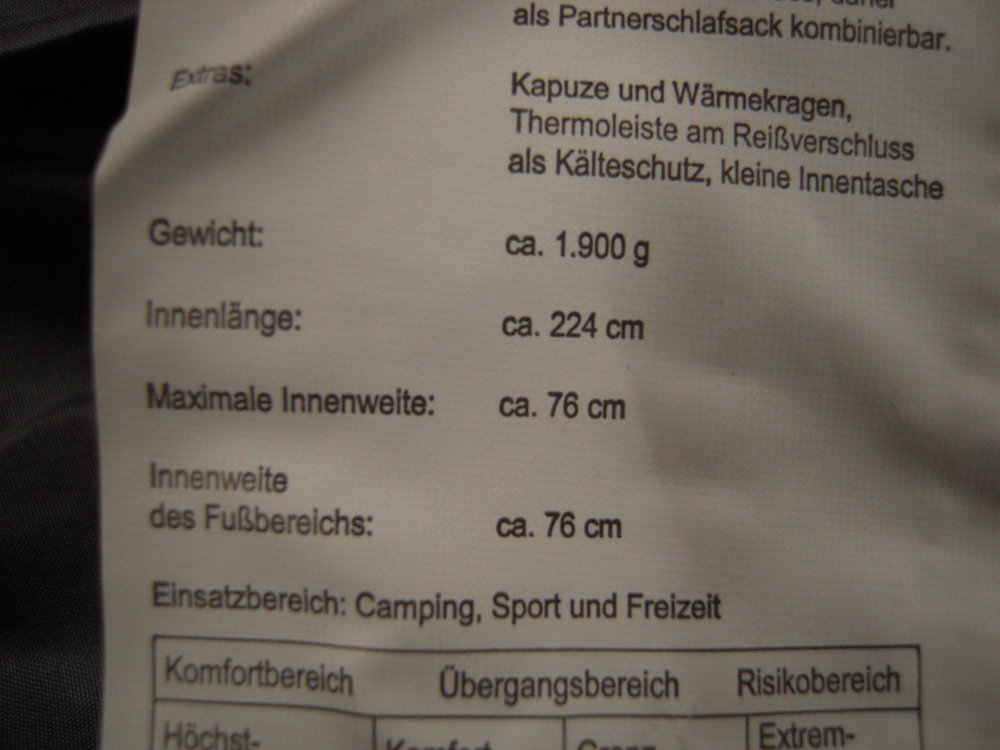 als Partnerschlafsack kombinierbar.
Extras: Kapuze und Wärmekragen,
Thermoleiste am Reißverschluss
als Kälteschutz, kleine Innentasche
Gewicht: ca. 1.900 g
Innenlänge: ca. 224 cm
Maximale Innenweite: ca. 76 cm
Innenweite
des Fußbereichs: ca. 76 cm
Einsatzbereich: Camping, Sport und Freizeit
Komfortbereich Übergangsbereich Risikobereich
Höchst- Komfort Extrem-